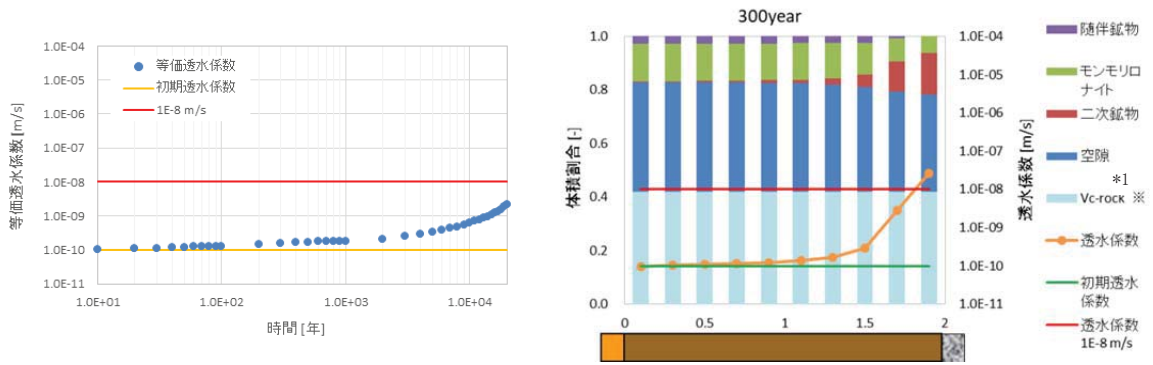 1.0E-04
1.0E-05
1.0E-06
1.0E-07
1.0E-08
1.0E-09
1.0E-10
1.0E-11
等価透水係数 [m/s]
等価透水係数
初期透水係数
1E-8 m/s
1.0E+01
1.0E+02
1.0E+03
1.0E+04
時間 [年]
300year
1.0
0.8
0.6
0.4
0.2
0.0
体積割合 [-]
0
0.5
1
1.5
2
1.0E-04
1.0E-05
1.0E-06
1.0E-07
1.0E-08
1.0E-09
1.0E-10
1.0E-11
透水係数 [m/s]
随伴鉱物
モンモリロ
ナイト
二次鉱物
空隙
*1
Vc-rock ※
透水係数
初期透水
係数
透水係数
1E-8 m/s